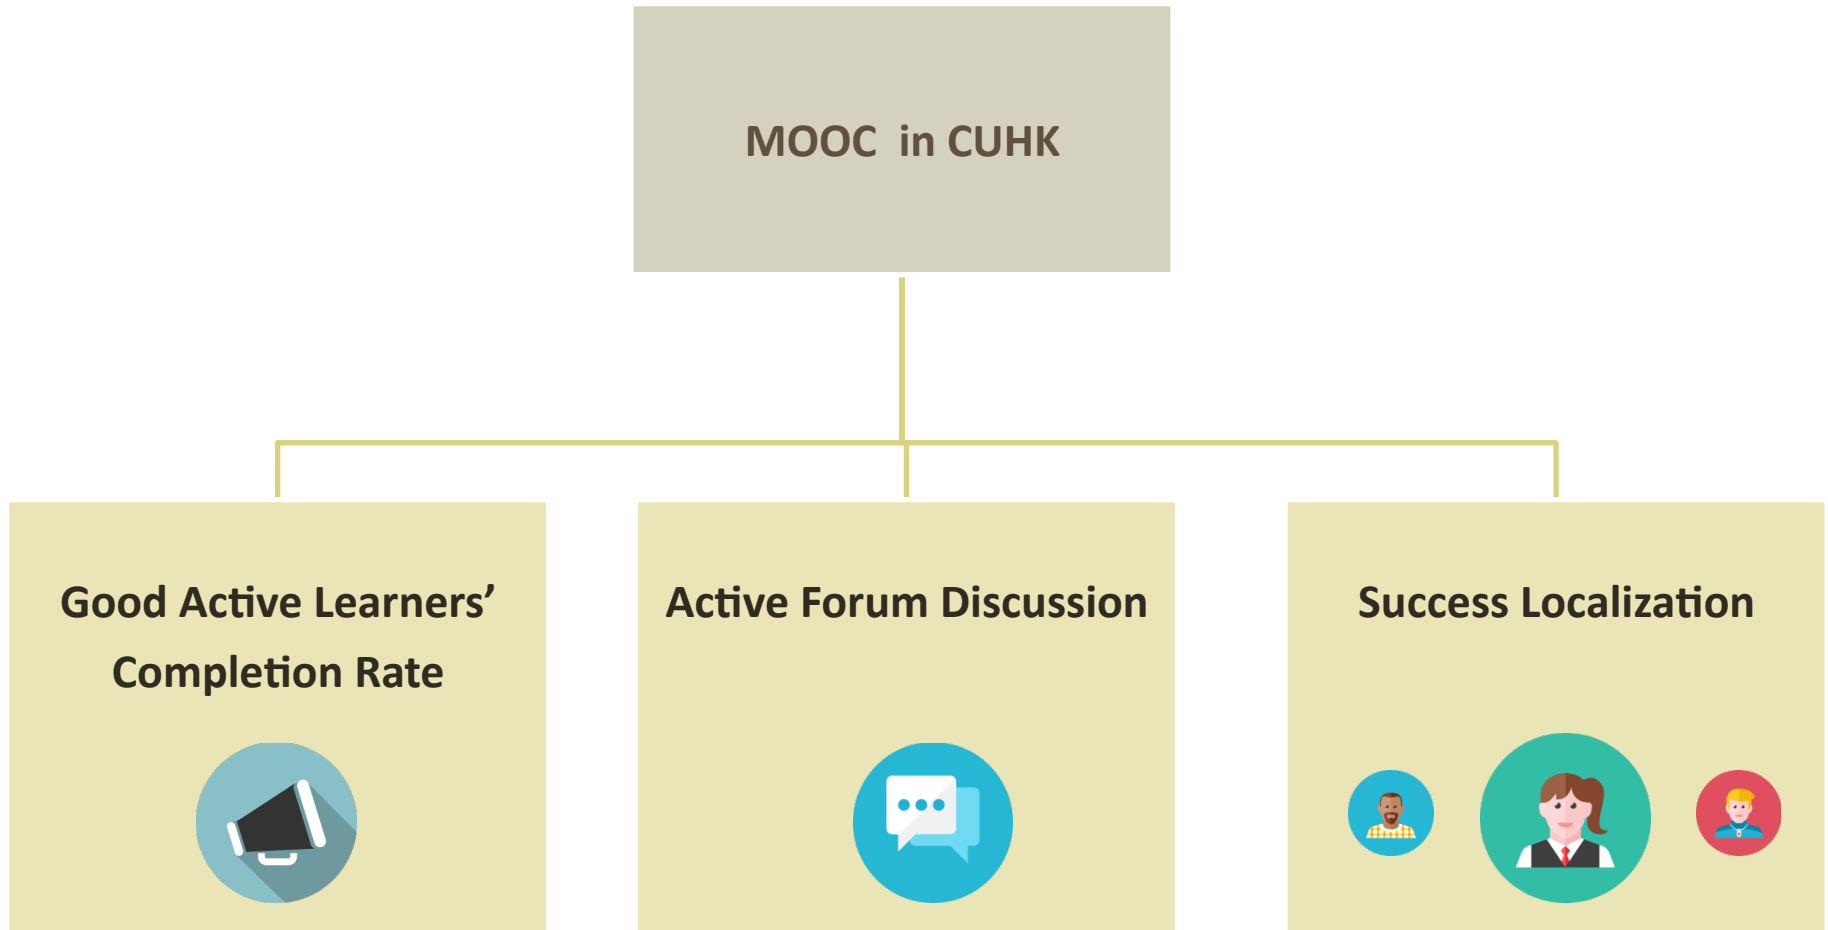 MOOC in CUHK
Good Active Learners’
Completion Rate
Active Forum Discussion
Success Localization